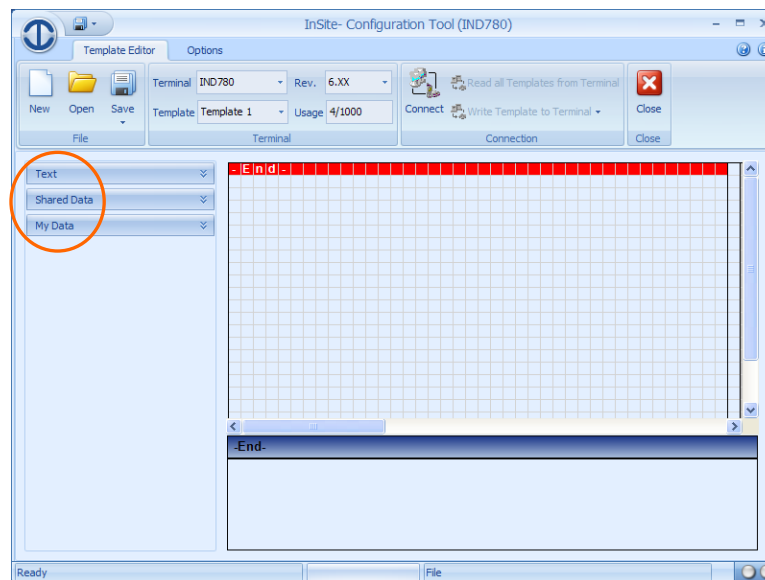 InSite- Configuration Tool (IND780)
Template Editor Options
Terminal IND780 Rev. 6.XX Read all Templates from Terminal
New Open Save Template Template 1 Usage 4/1000 Connect Write Template to Terminal Close
File Terminal Connection Close
Text -End-
Shared Data
My Data
-End-
Ready File